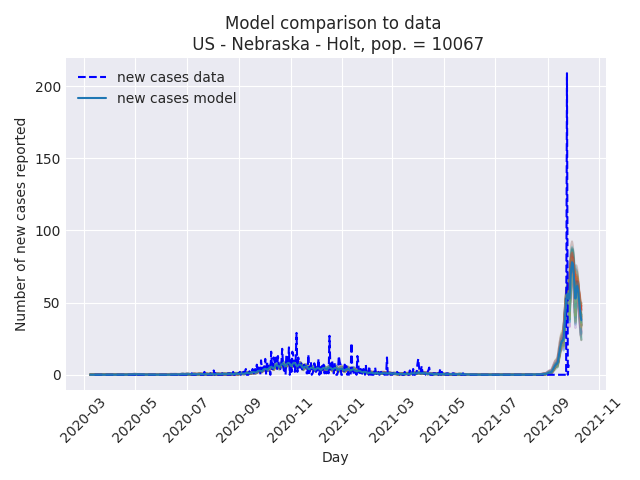 Model comparison to data
US - Nebraska - Holt, pop. = 10067
new cases data
new cases model
Number of new cases reported
200
150
100
50
0
2020-03
2020-05
2020-07
2020-09
2020-11
2021-01
2021-03
2021-05
2021-07
2021-09
2021-11
Day